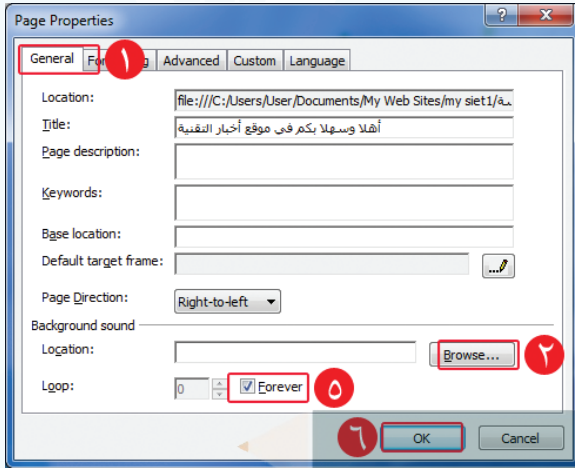 Page Properties
General ١ Advanced Custom Language
Location: file:///C:/Users/User/Documents/My Web Sites/my siet1/
Title: أهلا وسهلا بكم في موقع أخبار التقنية
Page description:
Keywords:
Base location:
Default target frame:
Page Direction: Right-to-left
Background sound
Location: Browse... ٢
Loop: 0 Forever ٥
٦ OK Cancel